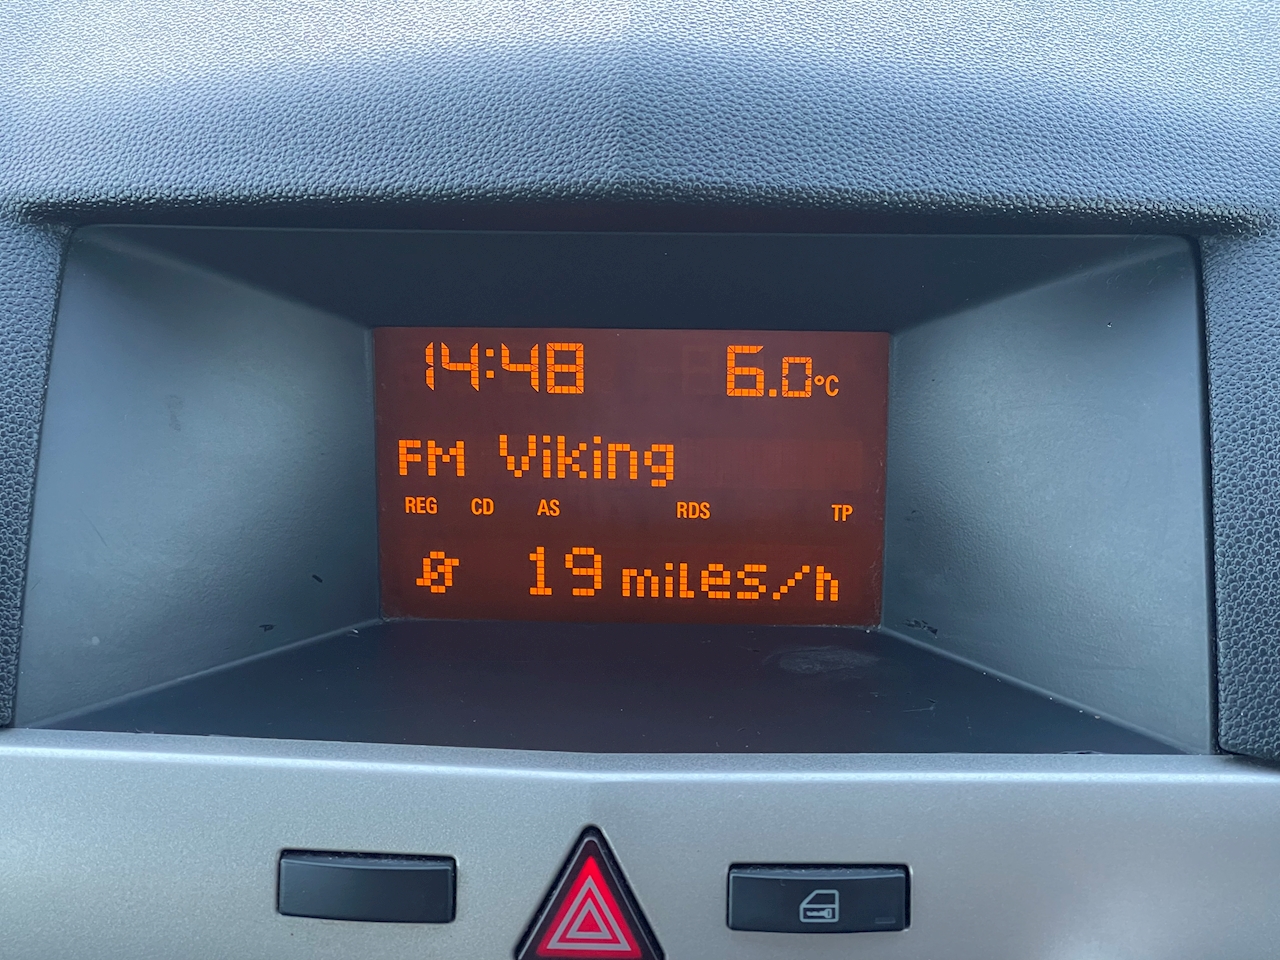 14:48 6.0°C
FM Viking
REG CD AS RDS TP
Ø 19 miles/h